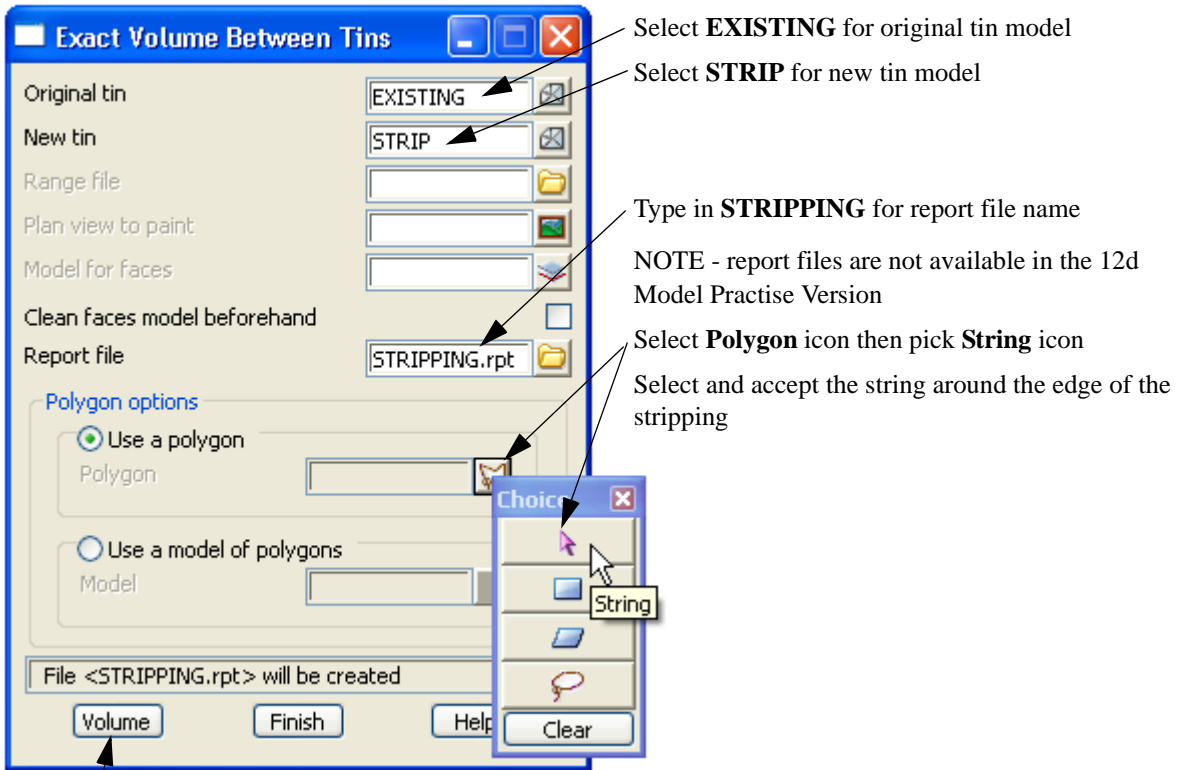 Exact Volume Between Tins
Select EXISTING for original tin model
Select STRIP for new tin model
Original tin
EXISTING
New tin
STRIP
Range file
Plan view to paint
Type in STRIPPING for report file name
Model for faces
NOTE - report files are not available in the 12d
Model Practise Version
Clean faces model beforehand
Select Polygon icon then pick String icon
Report file
STRIPPING.rpt
Select and accept the string around the edge of the
stripping
Polygon options
Use a polygon
Polygon
Choice
Use a model of polygons
Model
String
File <STRIPPING.rpt> will be created
Volume
Finish
Help
Clear